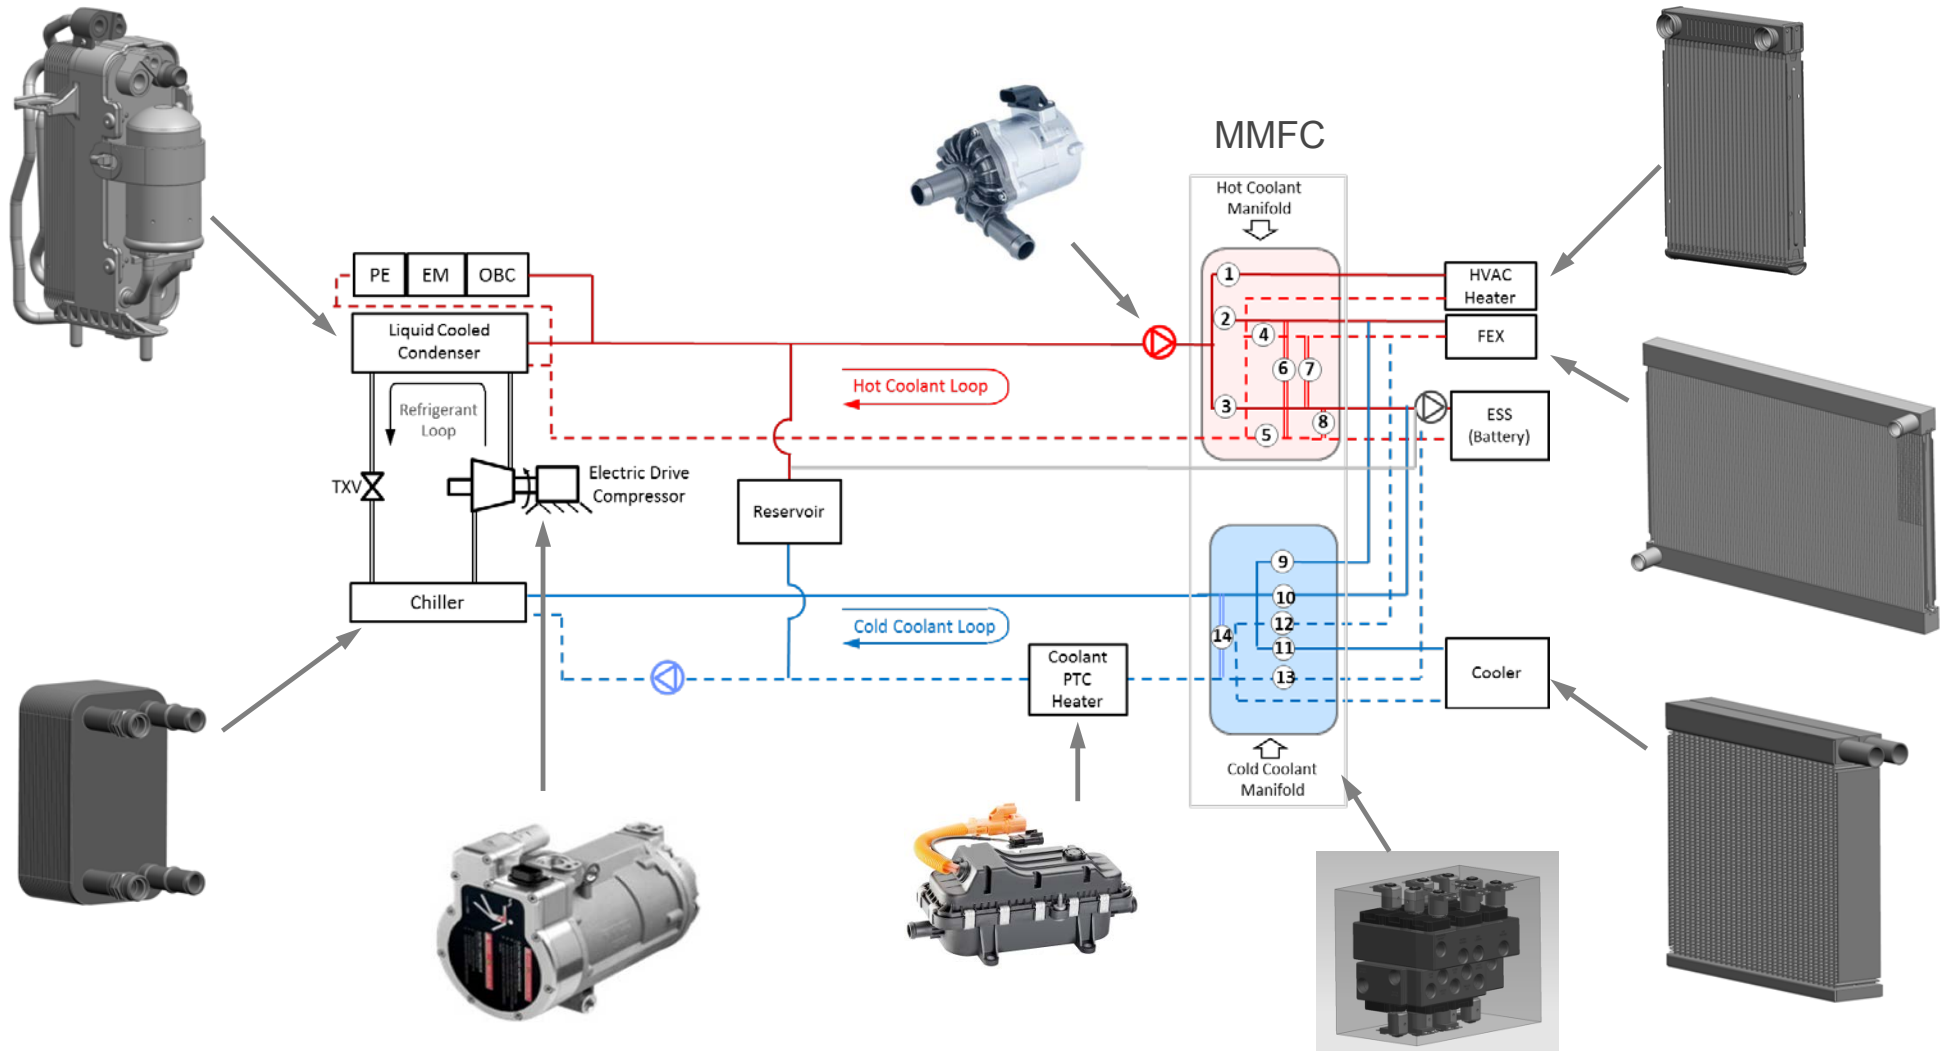 MMFC
Hot Coolant
Manifold
PE
EM
OBC
1
HVAC
Heater
2
Liquid Cooled
Condenser
4
FEX
6
7
Hot Coolant Loop
Refrigerant
Loop
3
8
5
ESS
(Battery)
TXV
Electric Drive
Compressor
Reservoir
9
10
Chiller
12
Cold Coolant Loop
14
11
Coolant
PTC
Heater
13
Cooler
Cold Coolant
Manifold